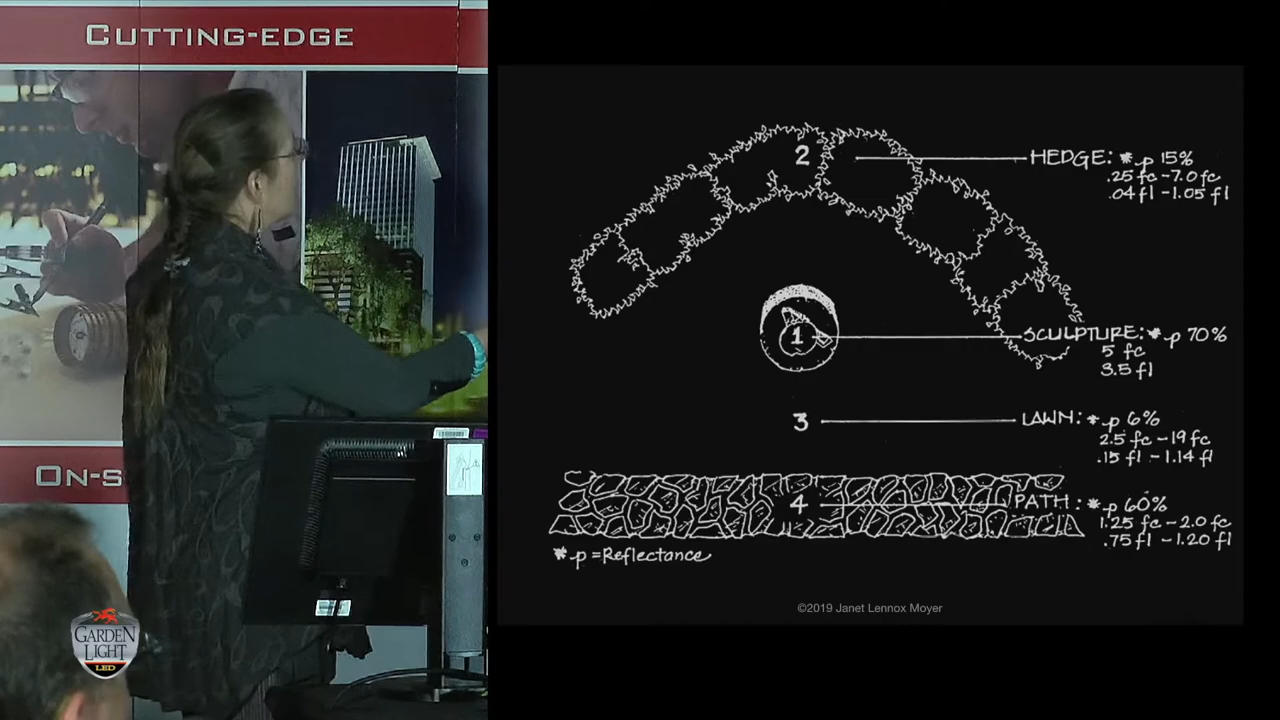 CUTTING-EDGE
ON-S
GARDEN
LIGHT
LED
2
HEDGE: * ρ 15%
.25 fc - 7.0 fc
.04 fl - 1.05 fl
1
SCULPTURE: * ρ 70%
5 fc
3.5 fl
3
LAWN: * ρ 6%
2.5 fc - 19 fc
.15 fl - 1.14 fl
4
PATH: * ρ 60%
1.25 fc - 2.0 fc
.75 fl - 1.20 fl
* ρ = Reflectance
©2019 Janet Lennox Moyer